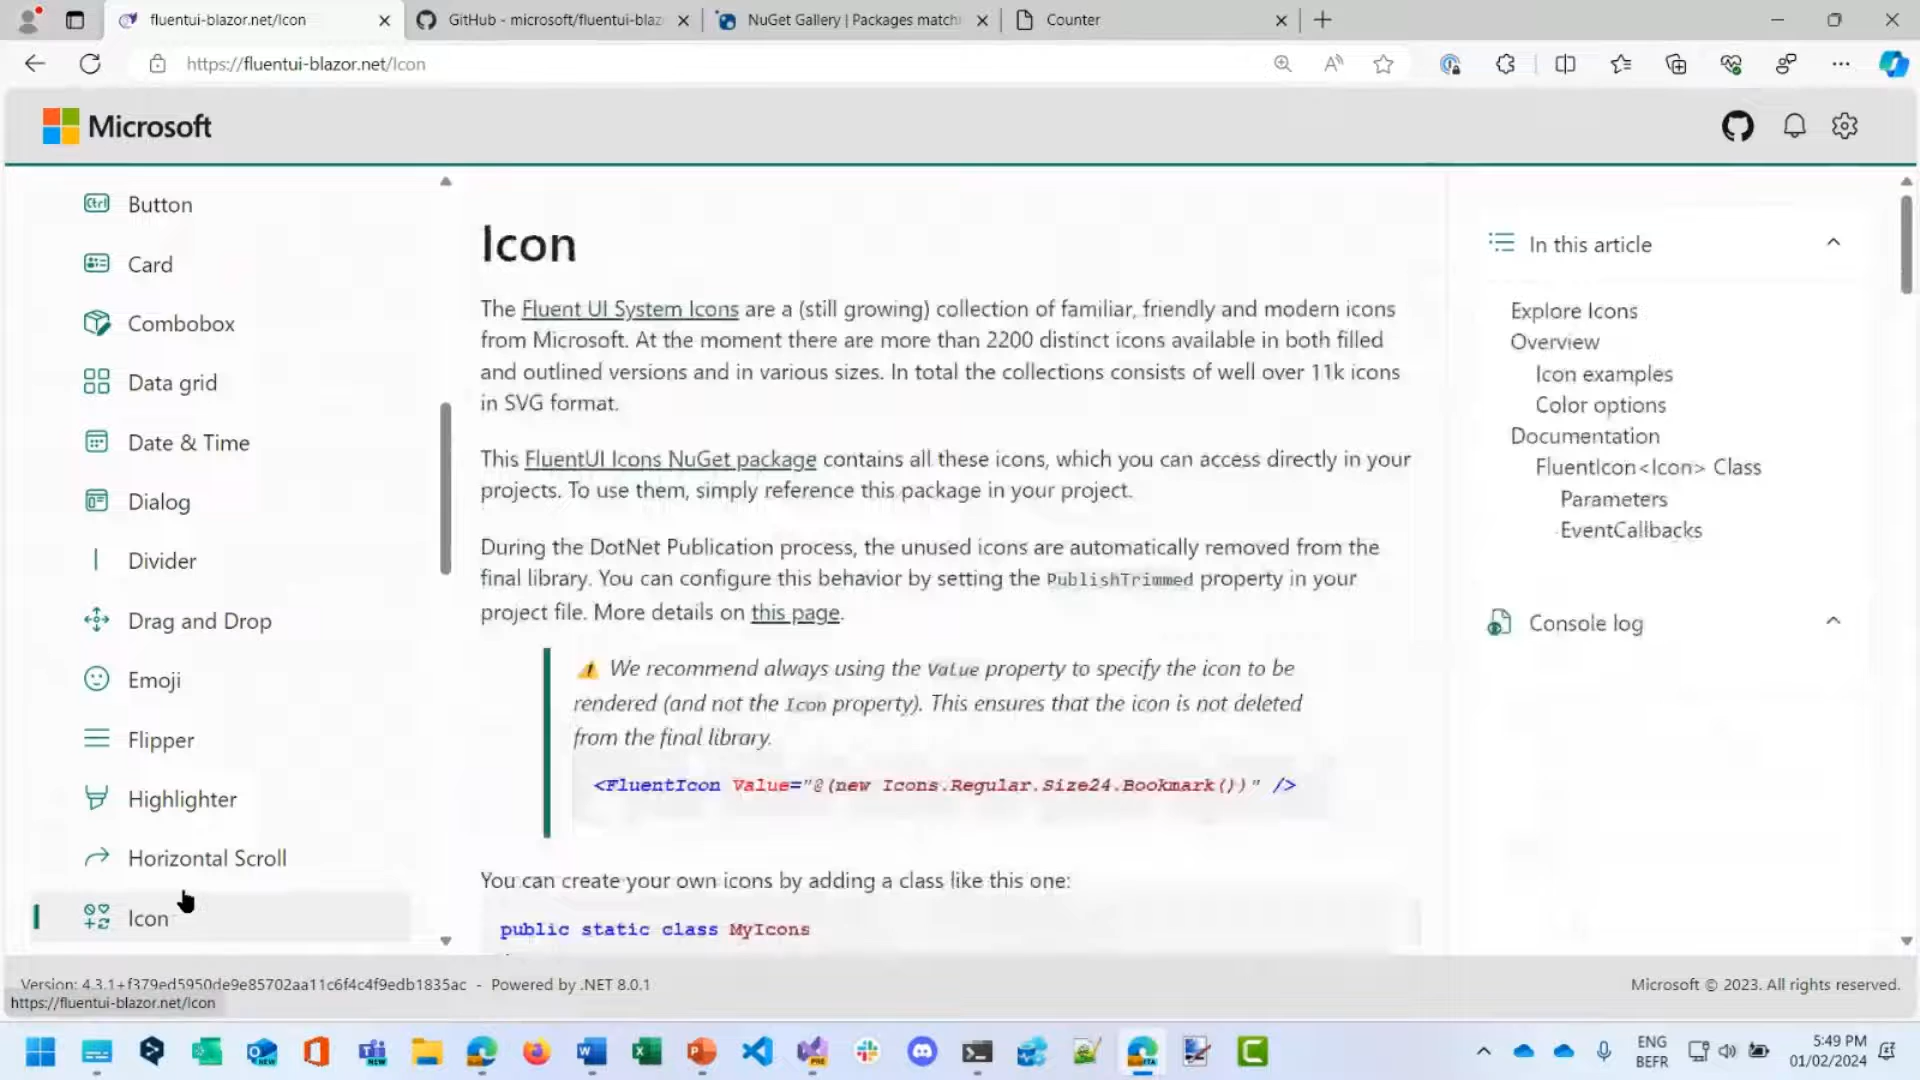 fluentui-blazor.net/Icon
GitHub - microsoft/fluentui-blaz
NuGet Gallery | Packages match
Counter
https://fluentui-blazor.net/Icon
Microsoft
Button
Card
Combobox
Data grid
Date & Time
Dialog
Divider
Drag and Drop
Emoji
Flipper
Highlighter
Horizontal Scroll
Icon
Icon
The Fluent UI System Icons are a (still growing) collection of familiar, friendly and modern icons
from Microsoft. At the moment there are more than 2200 distinct icons available in both filled
and outlined versions and in various sizes. In total the collections consists of well over 11k icons
in SVG format.
This FluentUI Icons NuGet package contains all these icons, which you can access directly in your
projects. To use them, simply reference this package in your project.
During the DotNet Publication process, the unused icons are automatically removed from the
final library. You can configure this behavior by setting the PublishTrimmed property in your
project file. More details on this page.
⚠️ We recommend always using the Value property to specify the icon to be
rendered (and not the Icon property). This ensures that the icon is not deleted
from the final library.
<FluentIcon Value="@(new Icons.Regular.Size24.Bookmark())" />
You can create your own icons by adding a class like this one:
public static class MyIcons
In this article
Explore Icons
Overview
Icon examples
Color options
Documentation
FluentIcon<Icon> Class
Parameters
EventCallbacks
Console log
Version: 4.3.1+f379ed5950de9e85702aa11c6f4c4f9edb1835ac - Powered by .NET 8.0.1
Microsoft © 2023. All rights reserved.
https://fluentui-blazor.net/Icon
ENG
BEFR
5:49 PM
01/02/2024